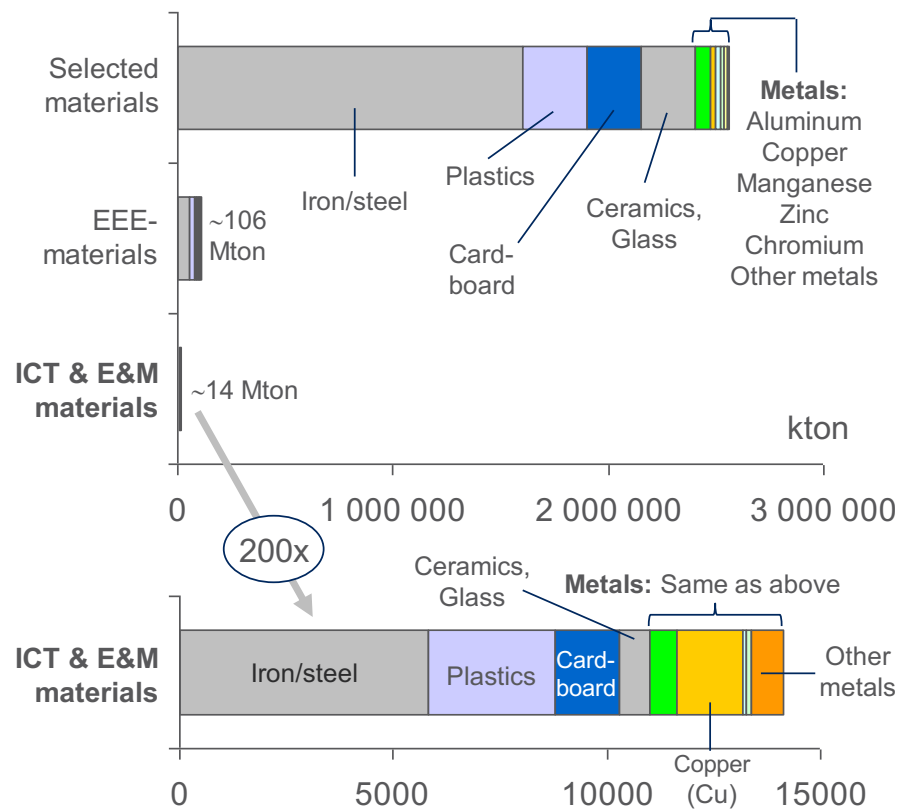 Selected
materials
Metals:
Aluminum
Copper
Manganese
Zinc
Chromium
Other metals
Iron/steel
Plastics
Card-
board
Ceramics,
Glass
EEE-
materials
~106
Mton
ICT & E&M
materials
~14 Mton
kton
0 1 000 000 2 000 000 3 000 000
200x
Ceramics,
Glass
Metals: Same as above
ICT & E&M
materials
Iron/steel
Plastics
Card-
board
Other
metals
Copper
(Cu)
0 5000 10000 15000